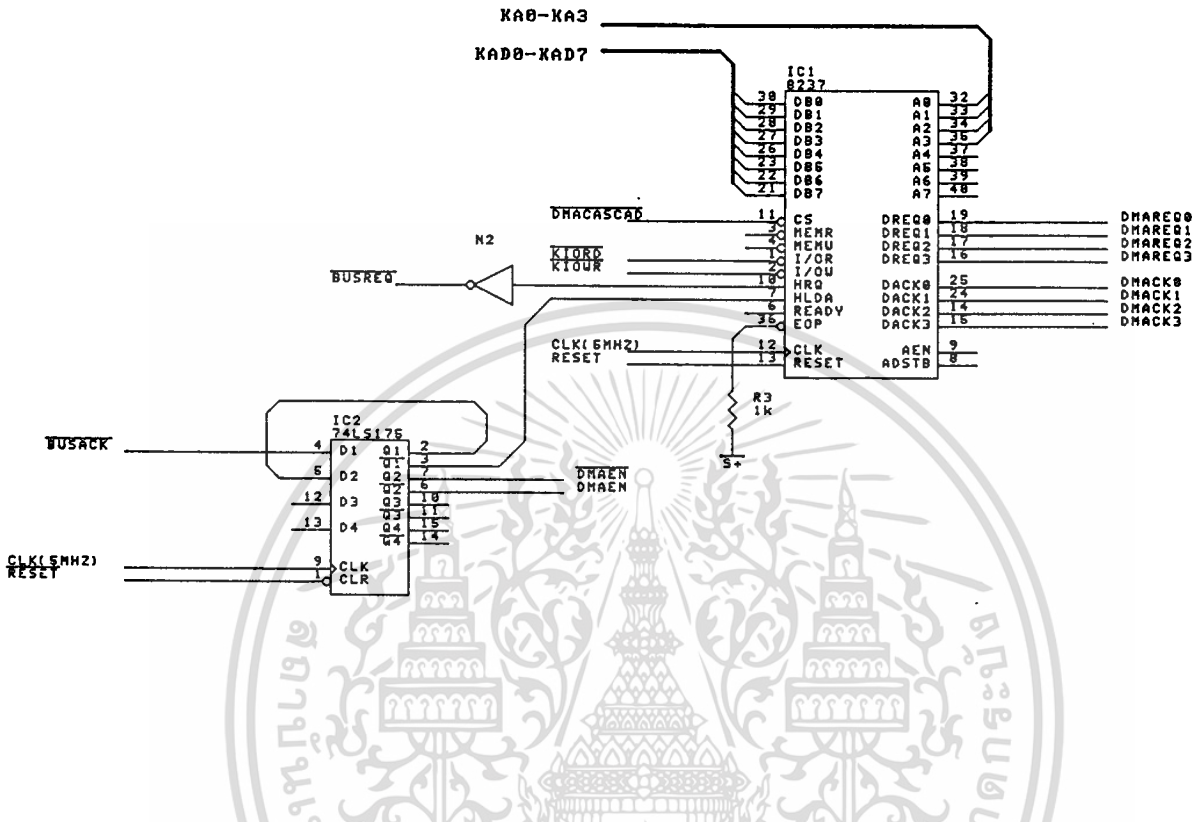 KA0-KA3
KAD0-KAD7
IC1
8237
30 DB0 A0 32
29 DB1 A1 33
28 DB2 A2 34
27 DB3 A3 35
26 DB4 A4 37
23 DB5 A5 38
22 DB6 A6 39
21 DB7 A7 40
DMACASCAD 11 CS DREQ0 19 DMAREQ0
3 MEMR DREQ1 18 DMAREQ1
4 MEMW DREQ2 17 DMAREQ2
KIORD 1 I/OR DREQ3 16 DMAREQ3
KIOWR 2 I/OW
N2
BUSREQ
10 HRQ DACK0 25 DMACK0
7 HLDA DACK1 24 DMACK1
6 READY DACK2 14 DMACK2
36 EOP DACK3 15 DMACK3
CLK(5MHZ) 12 CLK AEN 9
RESET 13 RESET ADSTB 8
R3
1k
S+
IC2
74LS175
BUSACK 4 D1 Q1 2
Q1 3
5 D2 Q2 7 DMAEN
Q2 6 DMAEN
12 D3 Q3 10
Q3 11
13 D4 Q4 15
Q4 14
CLK(5MHZ) 9 CLK
RESET 1 CLR